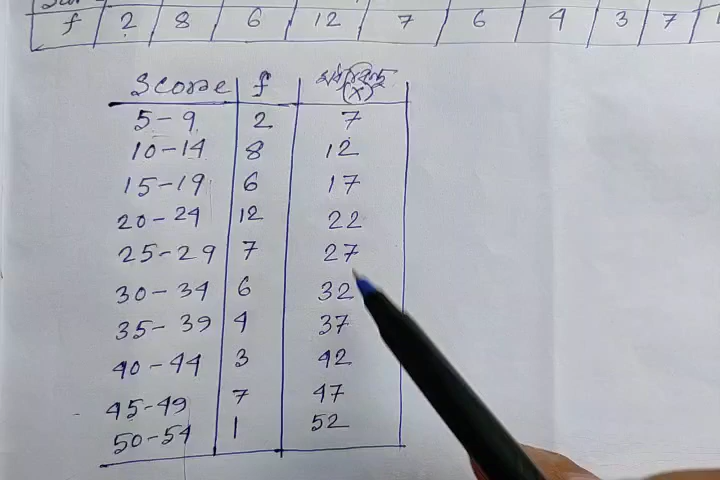 f 2 8 6 12 7 6 4 3 7
Score f (x)
5-9 2 7
10-14 8 12
15-19 6 17
20-24 12 22
25-29 7 27
30-34 6 32
35-39 4 37
40-44 3 42
45-49 7 47
50-54 1 52